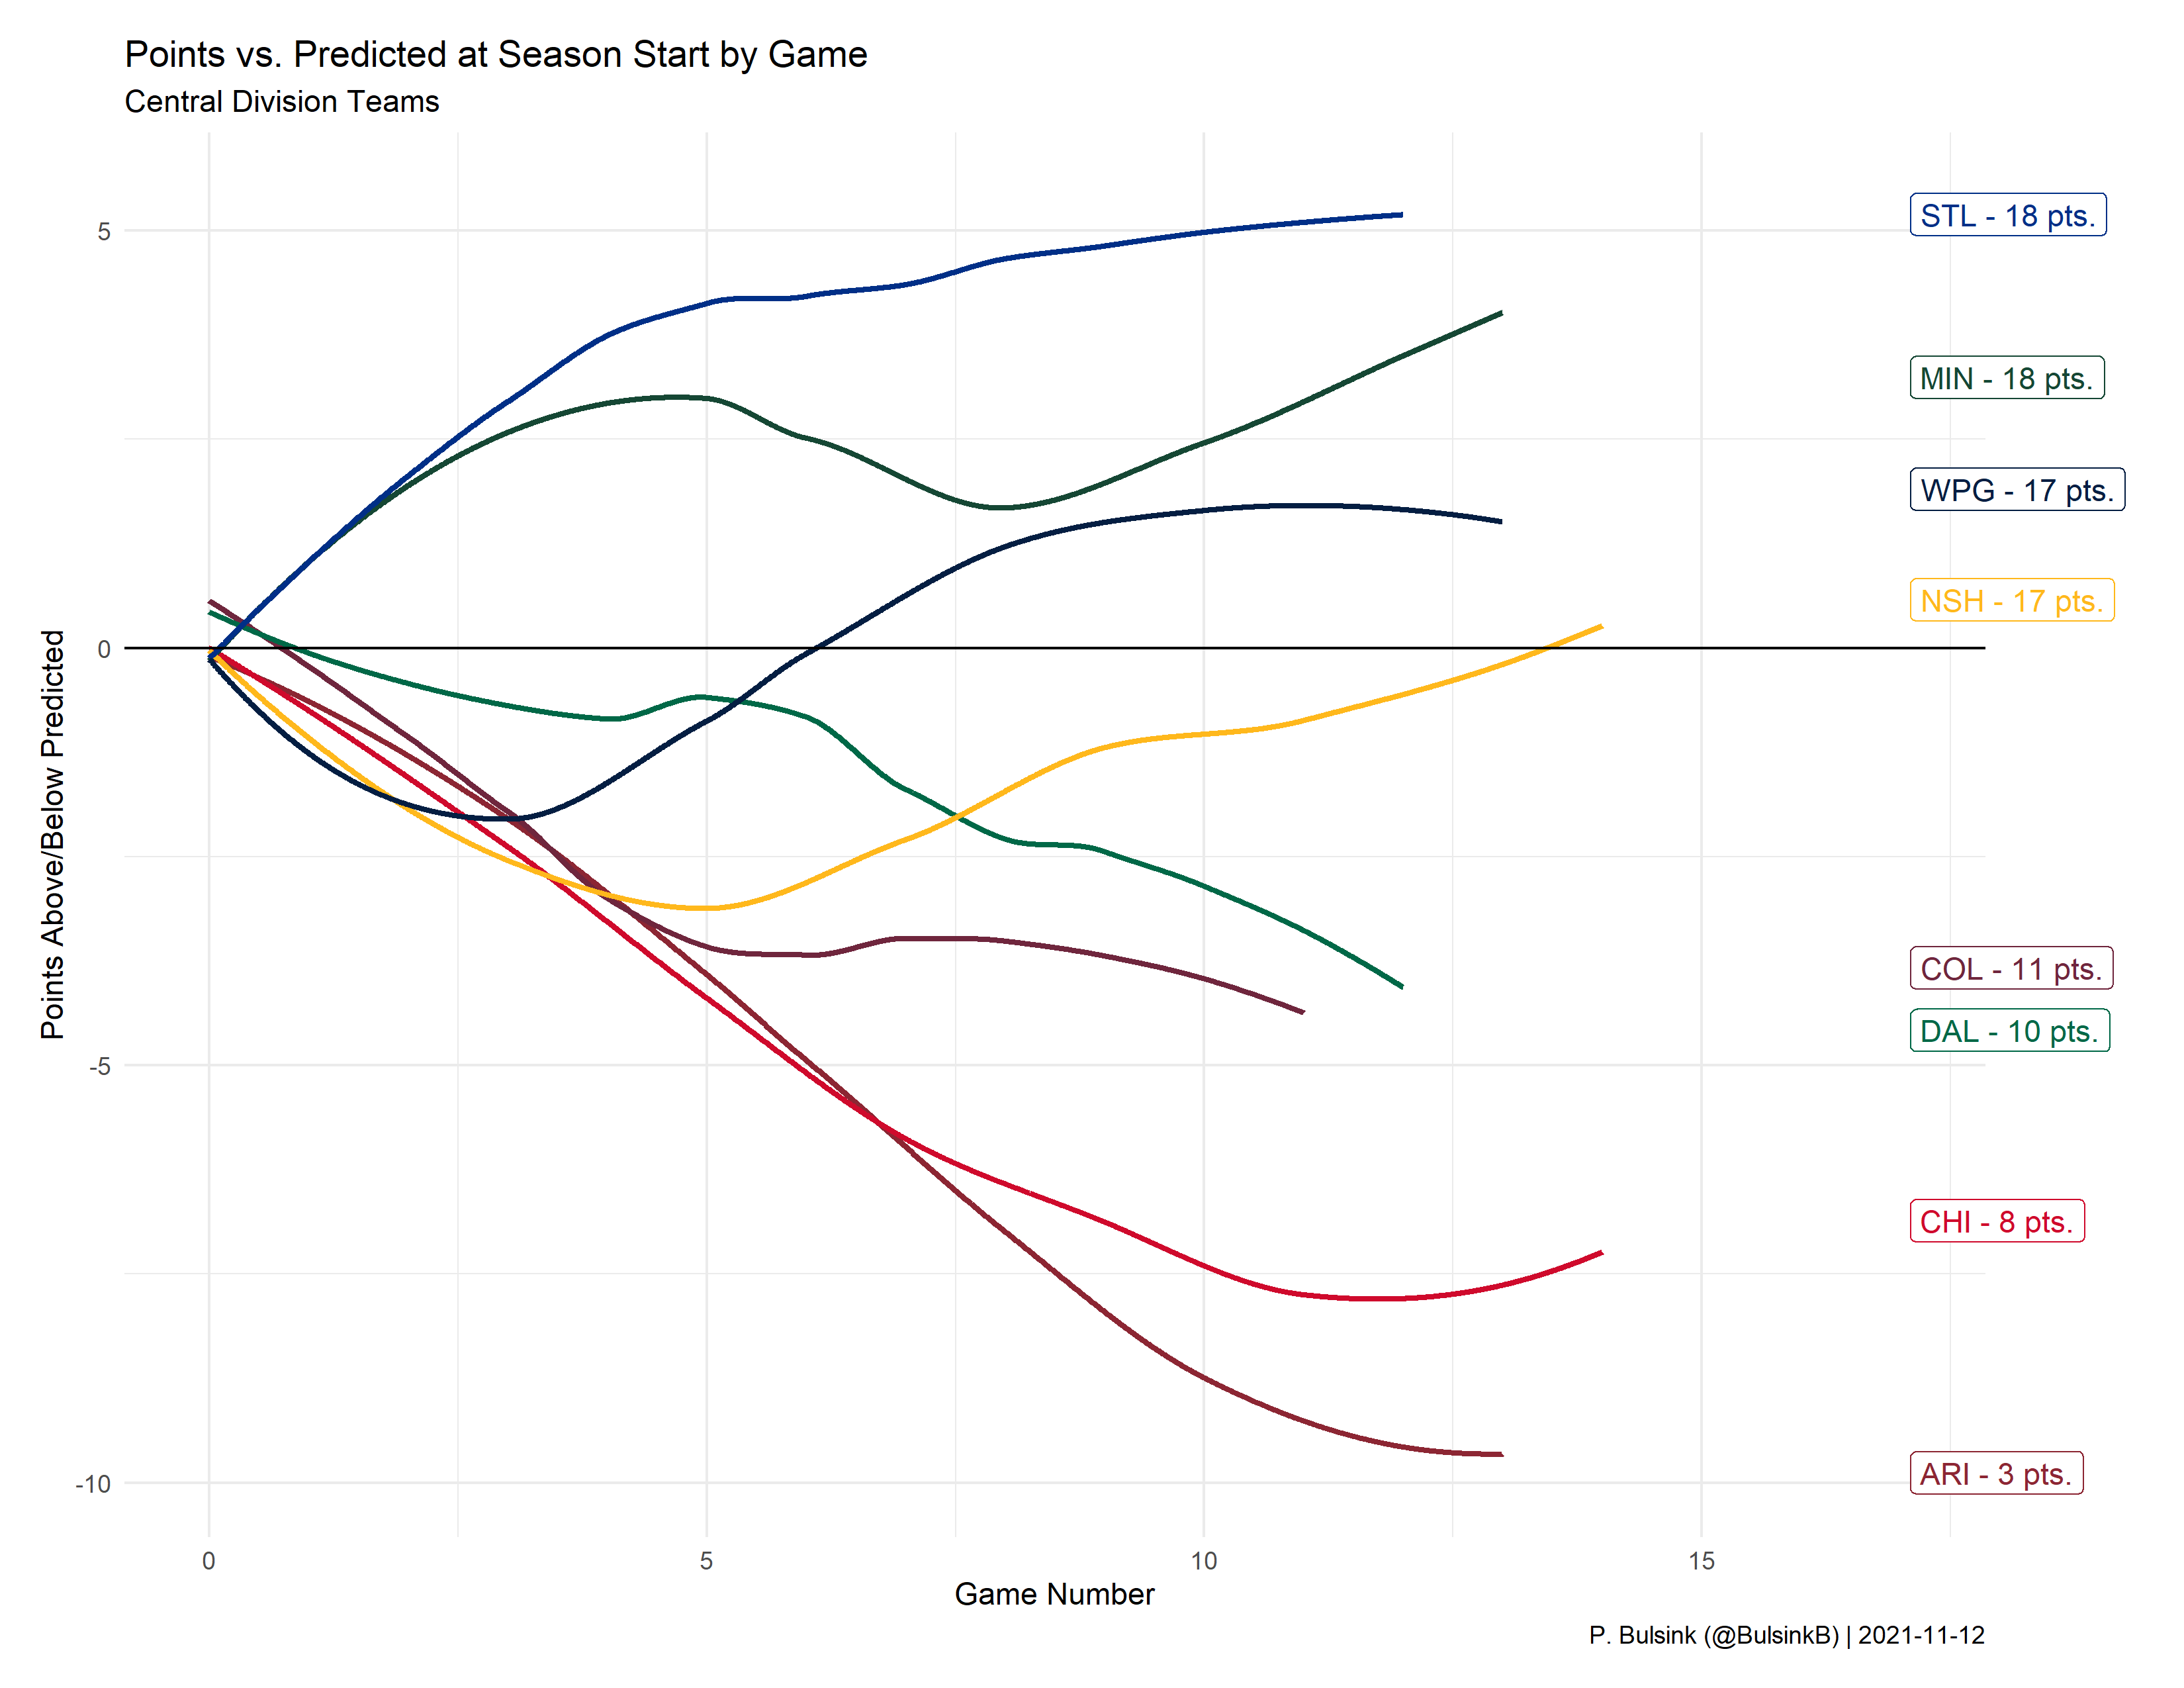 Points vs. Predicted at Season Start by Game
Central Division Teams
Points Above/Below Predicted
5
0
-5
-10
STL - 18 pts.
MIN - 18 pts.
WPG - 17 pts.
NSH - 17 pts.
COL - 11 pts.
DAL - 10 pts.
CHI - 8 pts.
ARI - 3 pts.
0 5 10 15
Game Number
P. Bulsink (@BulsinkB) | 2021-11-12